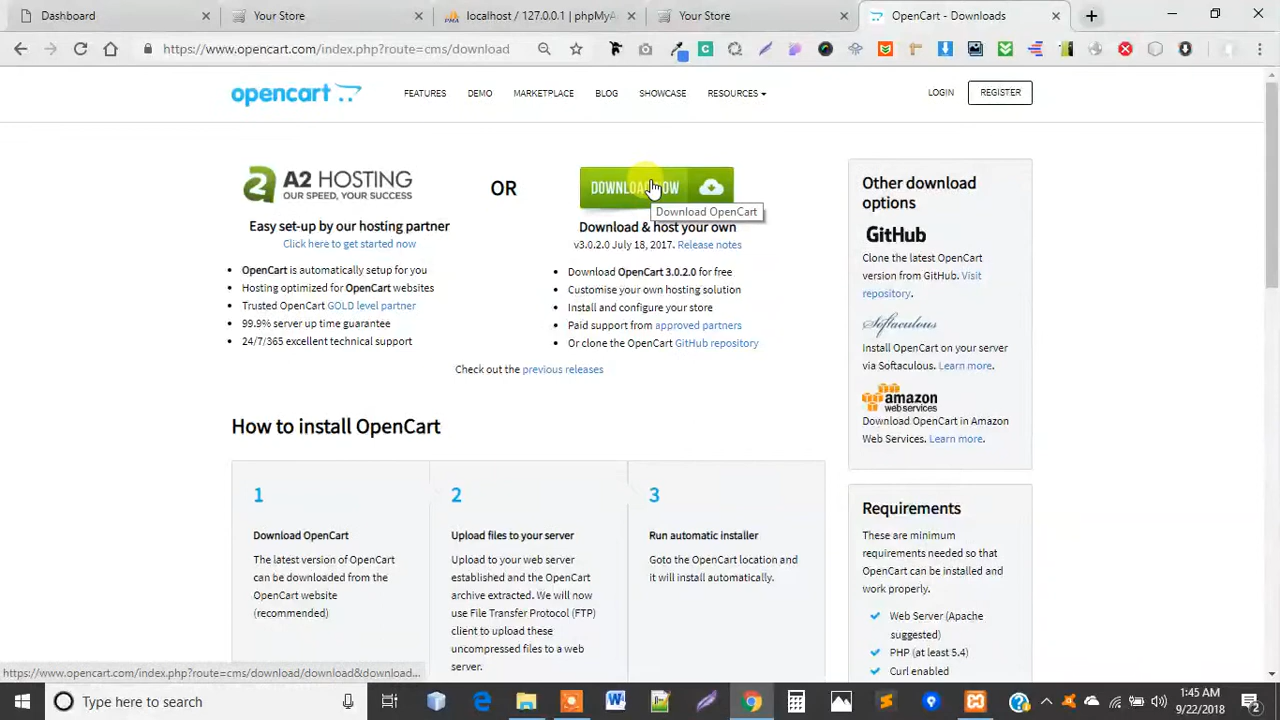 Dashboard
Your Store
localhost / 127.0.0.1 | phpMyA
Your Store
OpenCart - Downloads
https://www.opencart.com/index.php?route=cms/download
opencart
FEATURES
DEMO
MARKETPLACE
BLOG
SHOWCASE
RESOURCES
LOGIN
REGISTER
A2 HOSTING
OUR SPEED, YOUR SUCCESS
Easy set-up by our hosting partner
Click here to get started now
OpenCart is automatically setup for you
Hosting optimized for OpenCart websites
Trusted OpenCart GOLD level partner
99.9% server up time guarantee
24/7/365 excellent technical support
OR
DOWNLOAD NOW
Download OpenCart
Download & host your own
v3.0.2.0 July 18, 2017. Release notes
Download OpenCart 3.0.2.0 for free
Customise your own hosting solution
Install and configure your store
Paid support from approved partners
Or clone the OpenCart GitHub repository
Check out the previous releases
Other download
options
GitHub
Clone the latest OpenCart
version from GitHub. Visit
repository.
Softaculous
Install OpenCart on your server
via Softaculous. Learn more.
amazon
webservices
Download OpenCart in Amazon
Web Services. Learn more.
How to install OpenCart
1
Download OpenCart
The latest version of OpenCart
can be downloaded from the
OpenCart website
(recommended)
2
Upload files to your server
Upload to your web server
established and the OpenCart
archive extracted. We will now
use File Transfer Protocol (FTP)
client to upload these
uncompressed files to a web
server.
3
Run automatic installer
Goto the OpenCart location and
it will install automatically.
Requirements
These are minimum
requirements needed so that
OpenCart can be installed and
work properly.
Web Server (Apache
suggested)
PHP (at least 5.4)
Curl enabled
https://www.opencart.com/index.php?route=cms/download/download&download...
Type here to search
1:45 AM
9/22/2018
2